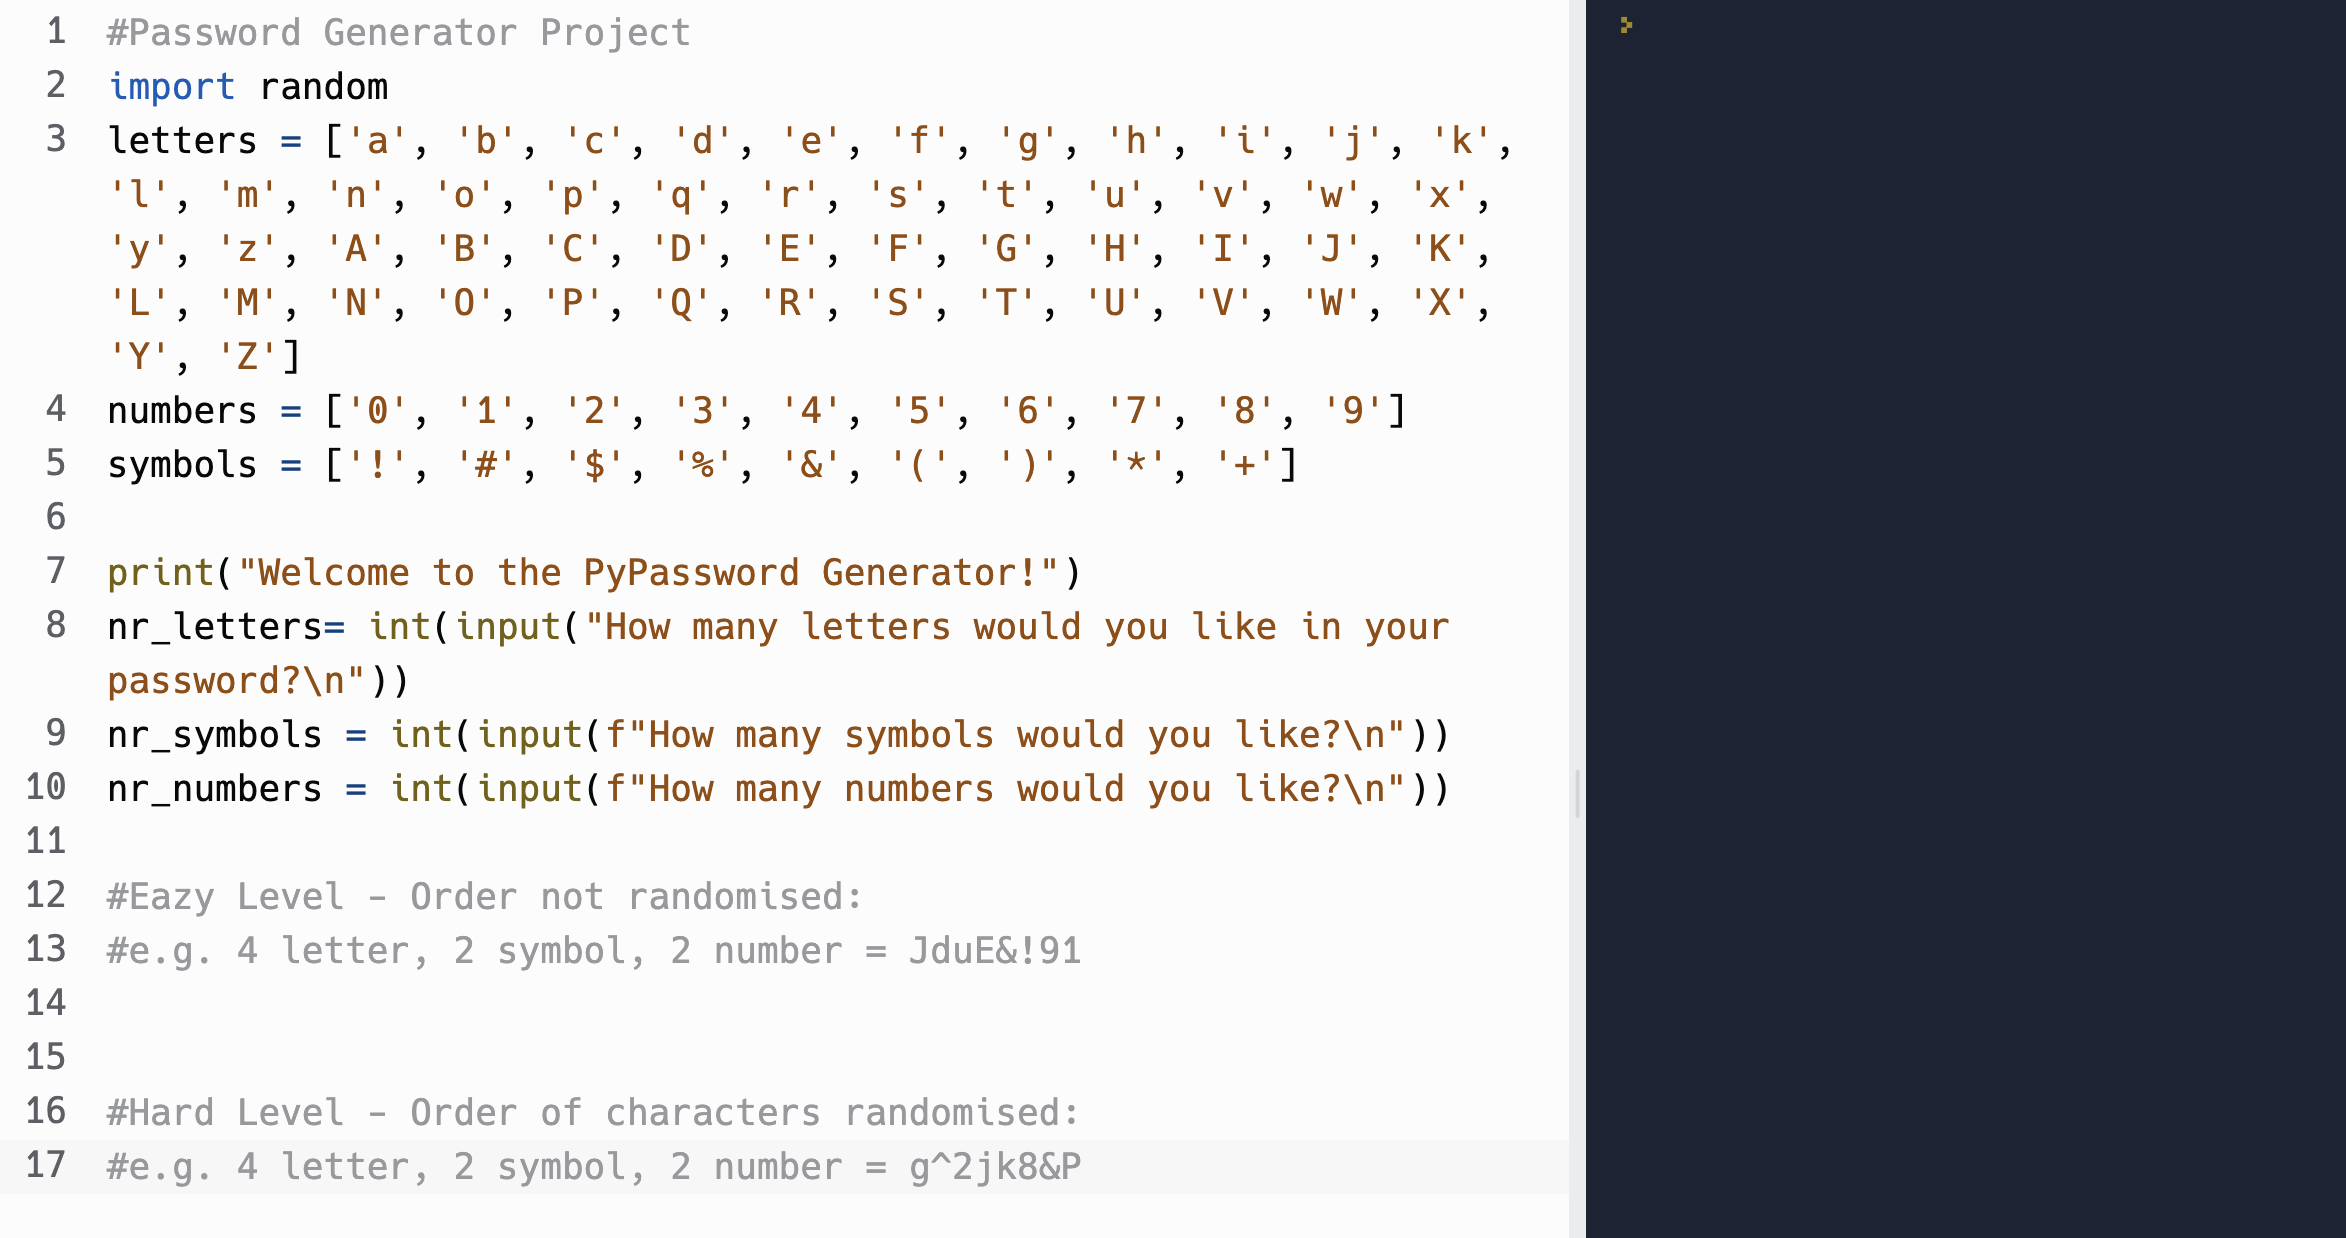 1 #Password Generator Project
2 import random
3 letters = ['a', 'b', 'c', 'd', 'e', 'f', 'g', 'h', 'i', 'j', 'k',
'l', 'm', 'n', 'o', 'p', 'q', 'r', 's', 't', 'u', 'v', 'w', 'x',
'y', 'z', 'A', 'B', 'C', 'D', 'E', 'F', 'G', 'H', 'I', 'J', 'K',
'L', 'M', 'N', 'O', 'P', 'Q', 'R', 'S', 'T', 'U', 'V', 'W', 'X',
'Y', 'Z']
4 numbers = ['0', '1', '2', '3', '4', '5', '6', '7', '8', '9']
5 symbols = ['!', '#', '$', '%', '&', '(', ')', '*', '+']
6
7 print("Welcome to the PyPassword Generator!")
8 nr_letters= int(input("How many letters would you like in your
password?\n"))
9 nr_symbols = int(input(f"How many symbols would you like?\n"))
10 nr_numbers = int(input(f"How many numbers would you like?\n"))
11
12 #Eazy Level - Order not randomised:
13 #e.g. 4 letter, 2 symbol, 2 number = JduE&!91
14
15
16 #Hard Level - Order of characters randomised:
17 #e.g. 4 letter, 2 symbol, 2 number = g^2jk8&P